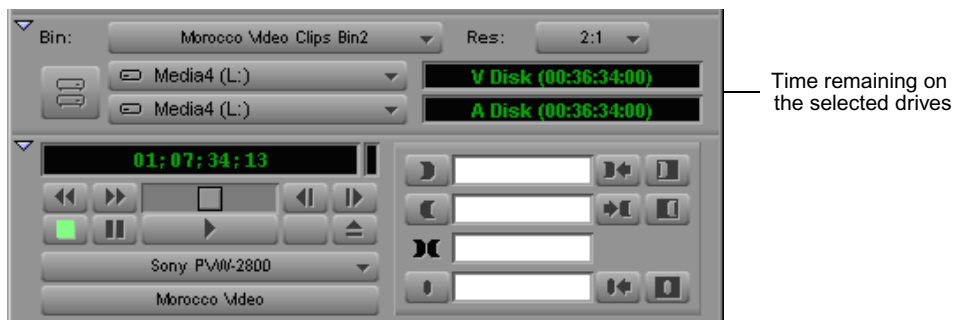 Bin: Morocco Video Clips Bin2 Res: 2:1
Media4 (L:) V Disk (00:36:34:00)
Media4 (L:) A Disk (00:36:34:00)
Time remaining on
the selected drives
01;07;34;13
Sony PVW-2800
Morocco Video